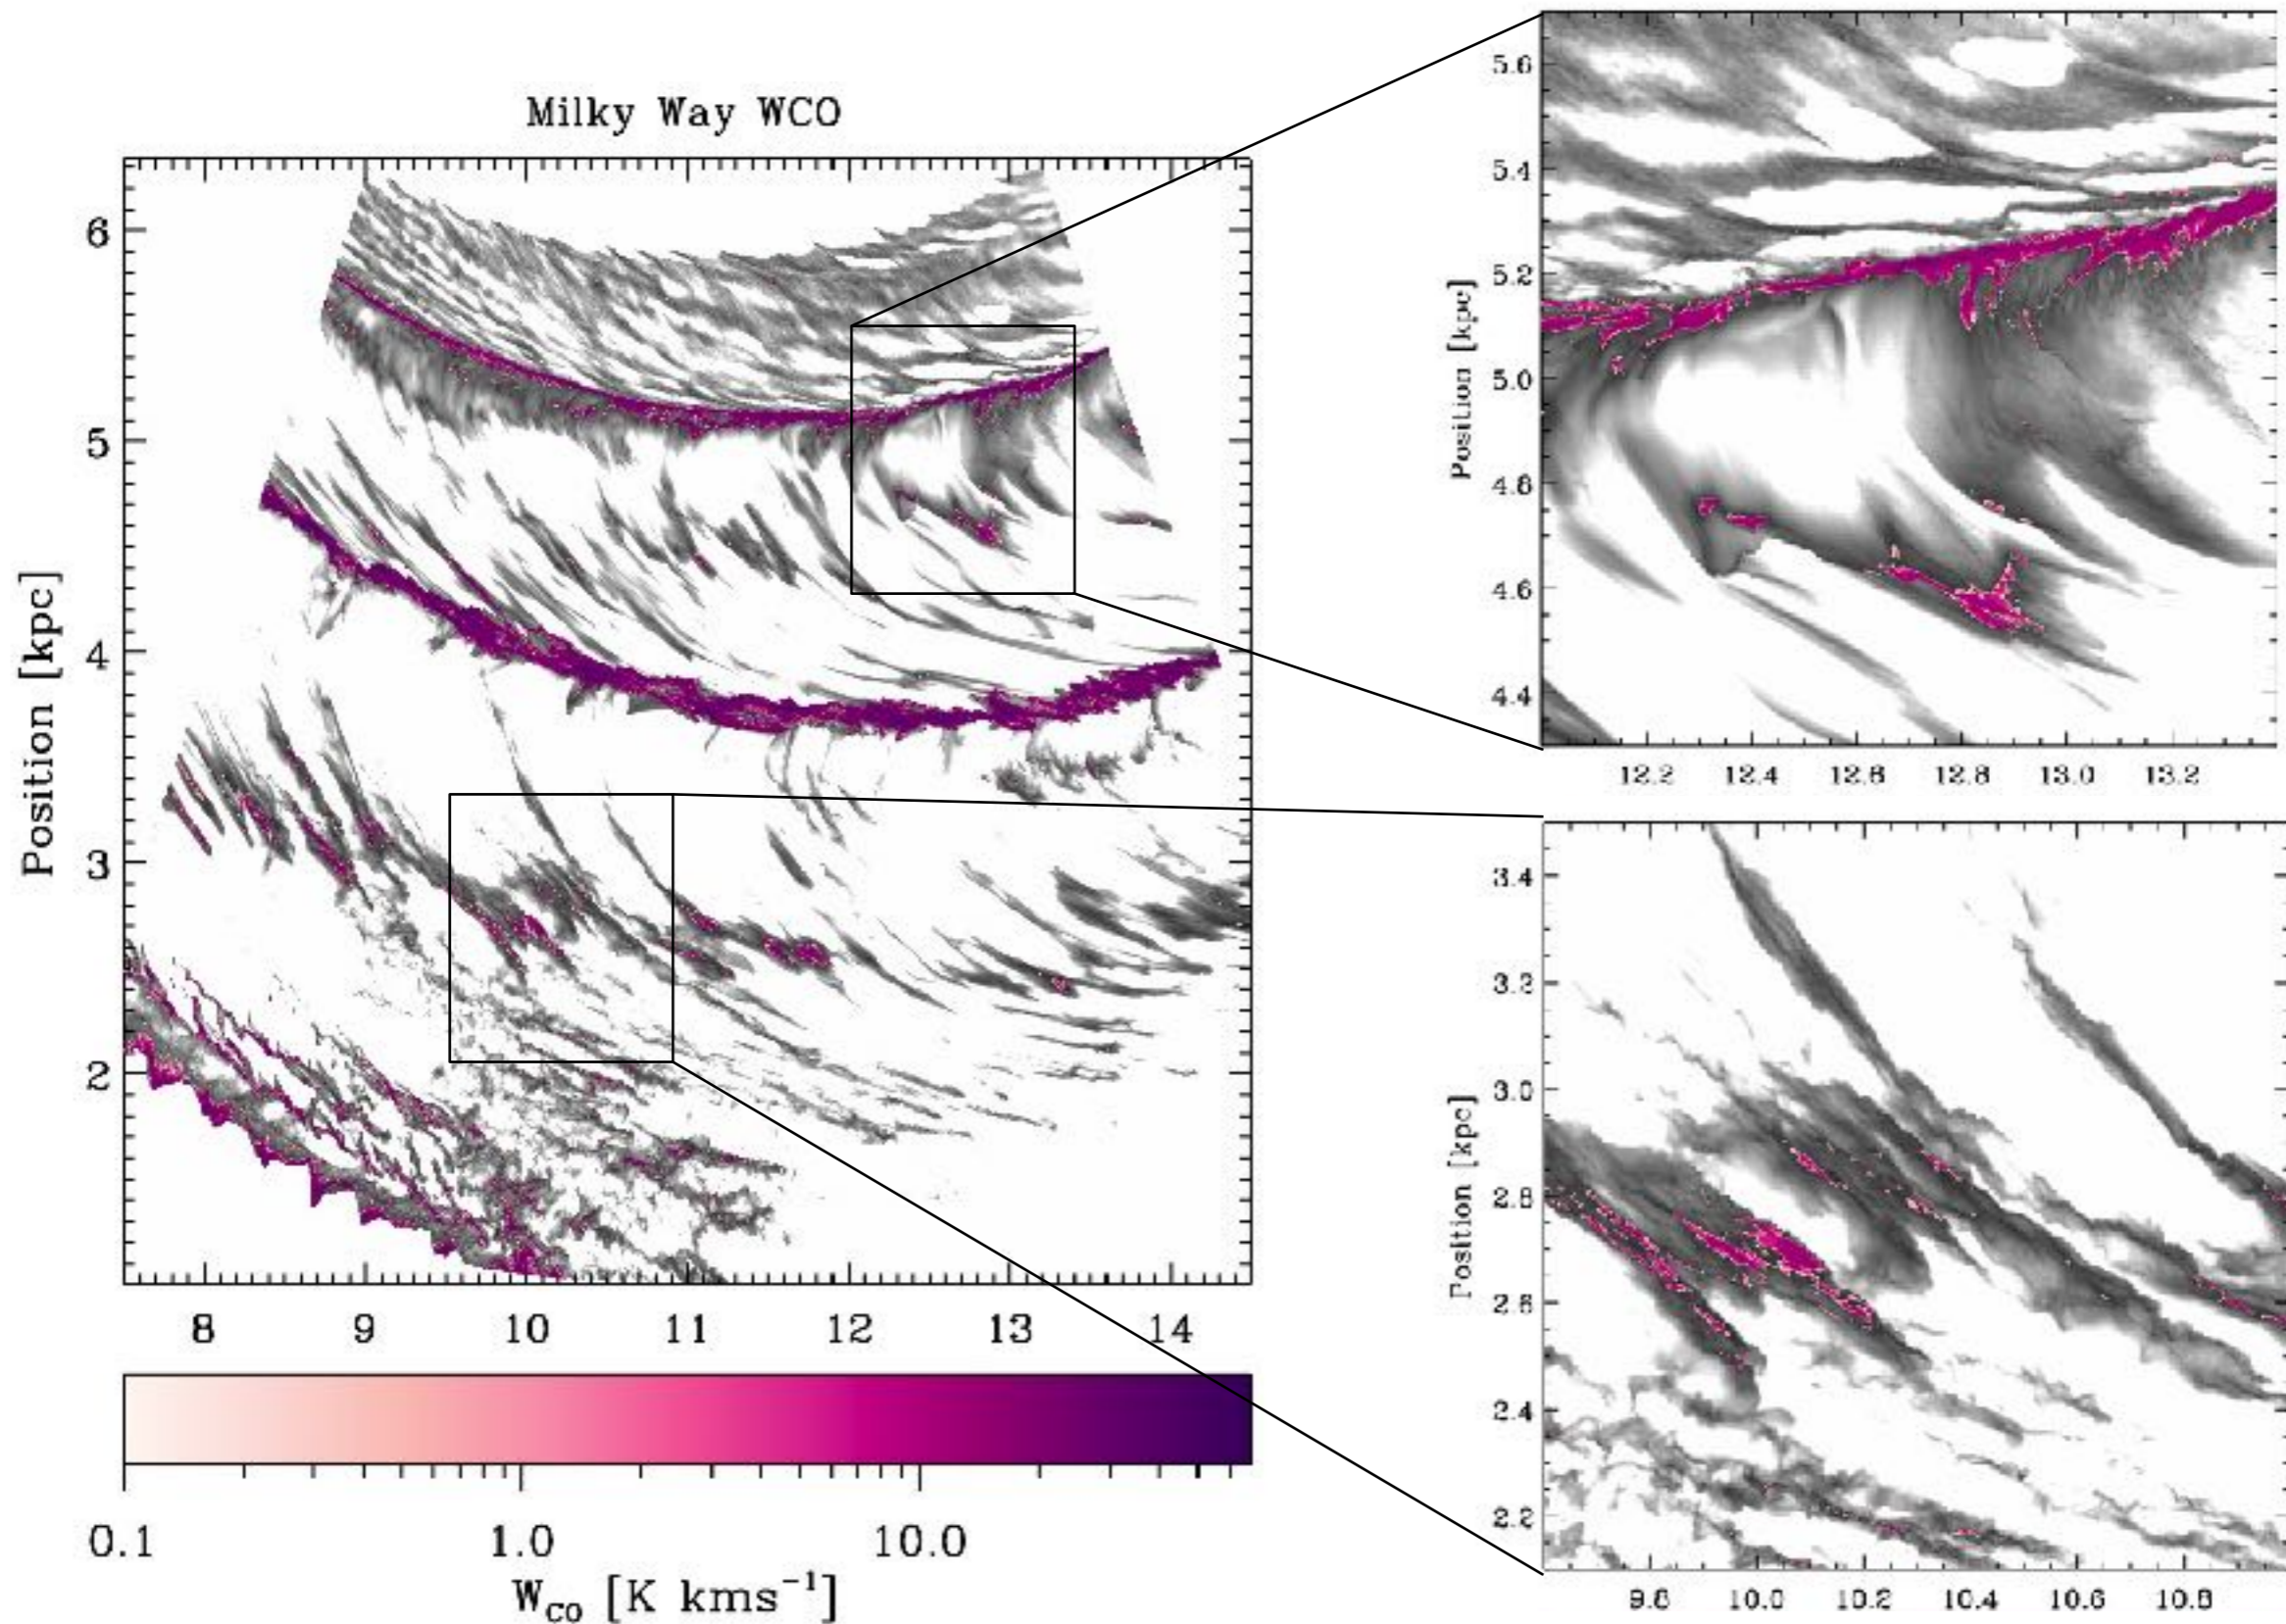 Milky Way WCO
Position [kpc]
6
5
4
3
2
8 9 10 11 12 13 14
0.1 1.0 10.0
W_CO [K kms⁻¹]
Position [kpc]
5.6
5.4
5.2
5.0
4.8
4.6
4.4
12.2 12.4 12.6 12.8 13.0 13.2
Position [kpc]
3.4
3.2
3.0
2.8
2.6
2.4
2.2
9.8 10.0 10.2 10.4 10.6 10.8